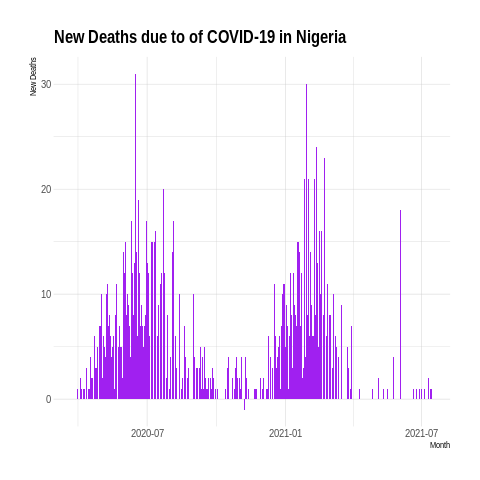 New Deaths due to of COVID-19 in Nigeria
New Deaths
30
20
10
0
2020-07
2021-01
2021-07
Month